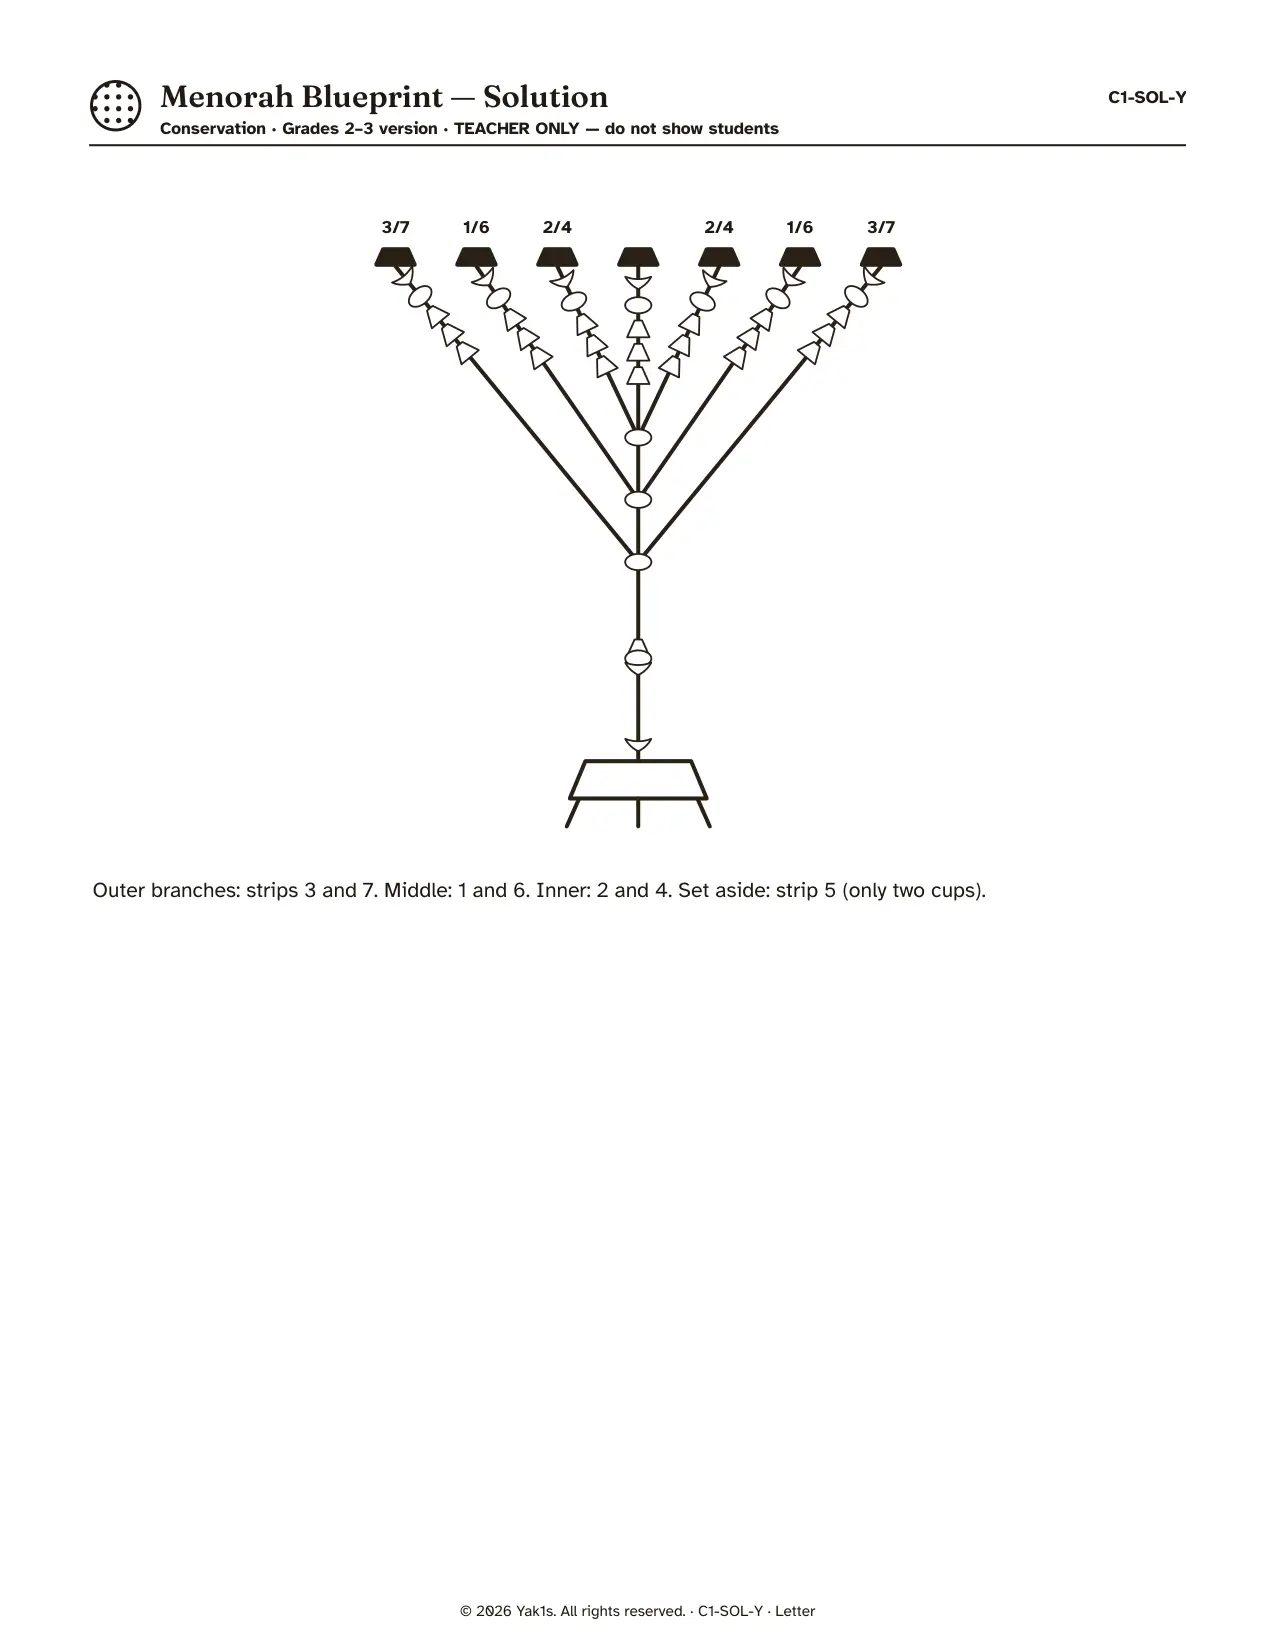 Menorah Blueprint — Solution
C1-SOL-Y
Conservation · Grades 2–3 version · TEACHER ONLY — do not show students
3/7 1/6 2/4 2/4 1/6 3/7
Outer branches: strips 3 and 7. Middle: 1 and 6. Inner: 2 and 4. Set aside: strip 5 (only two cups).
© 2026 Yak1s. All rights reserved. · C1-SOL-Y · Letter